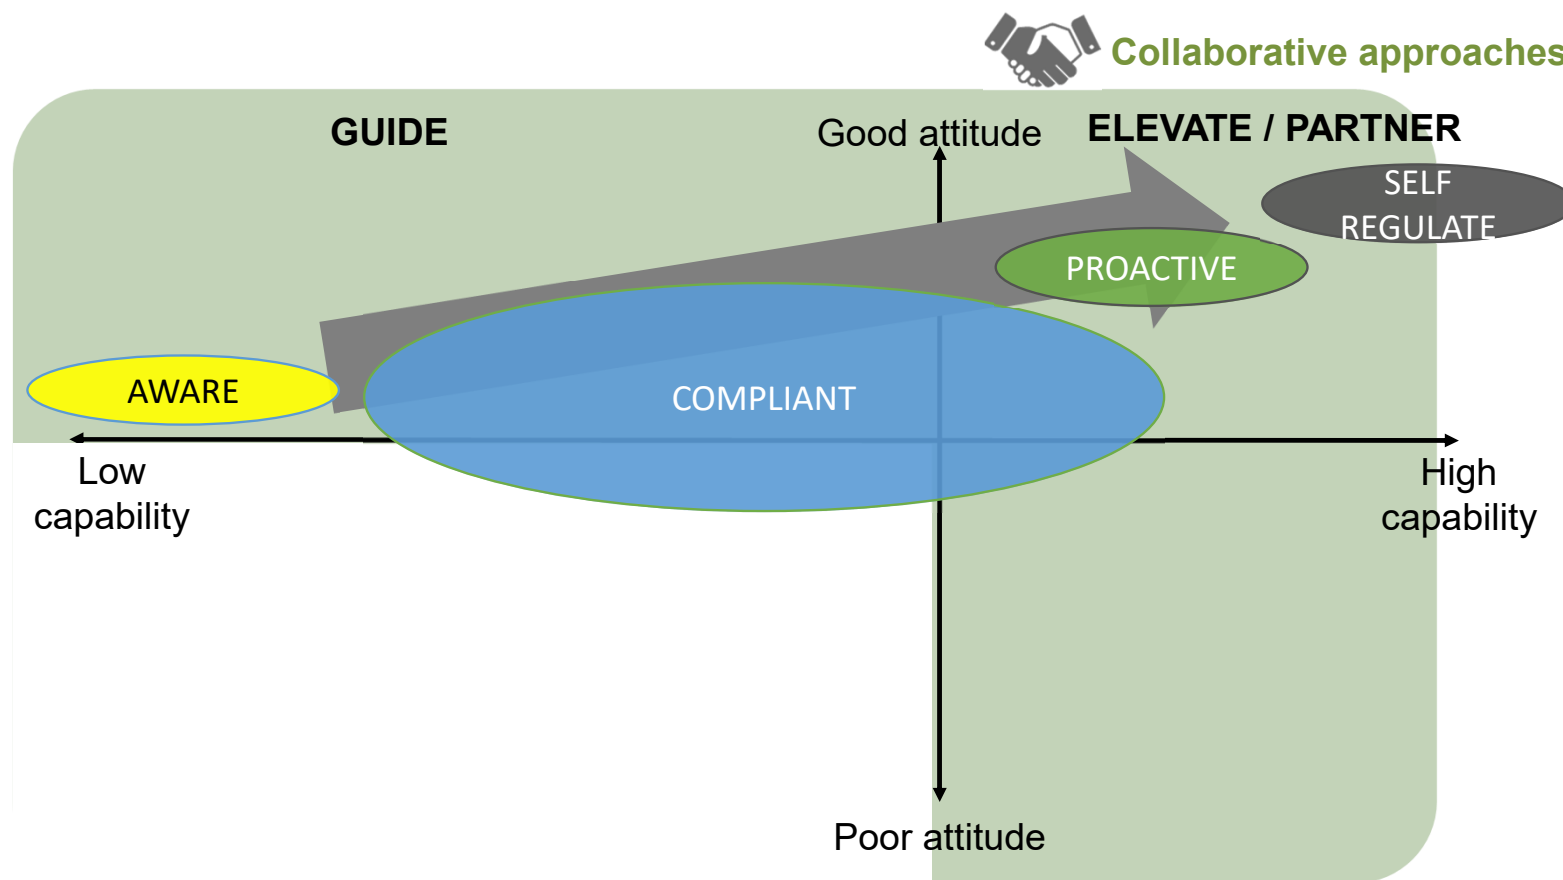 Collaborative approaches
GUIDE
Good attitude
ELEVATE / PARTNER
SELF
REGULATE
PROACTIVE
AWARE
COMPLIANT
Low
capability
High
capability
Poor attitude